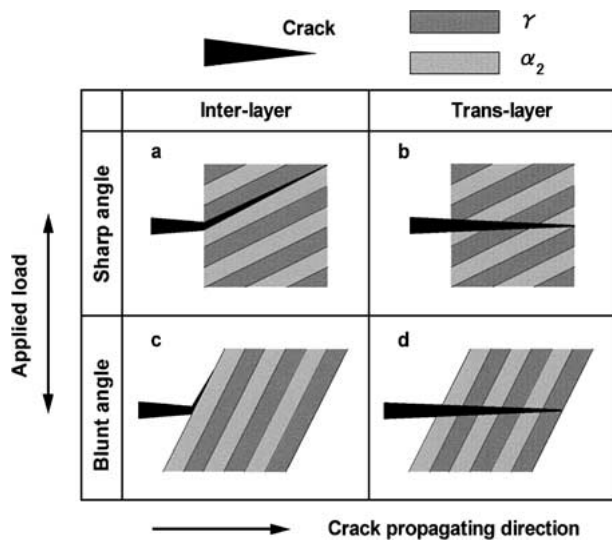 Crack
γ
α₂
Inter-layer
Trans-layer
a
b
Sharp angle
Applied load
c
d
Blunt angle
Crack propagating direction